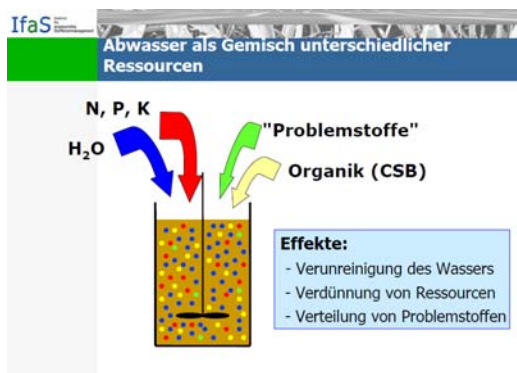 IfaS
Abwasser als Gemisch unterschiedlicher
Ressourcen
N, P, K
H₂O
"Problemstoffe"
Organik (CSB)
Effekte:
- Verunreinigung des Wassers
- Verdünnung von Ressourcen
- Verteilung von Problemstoffen